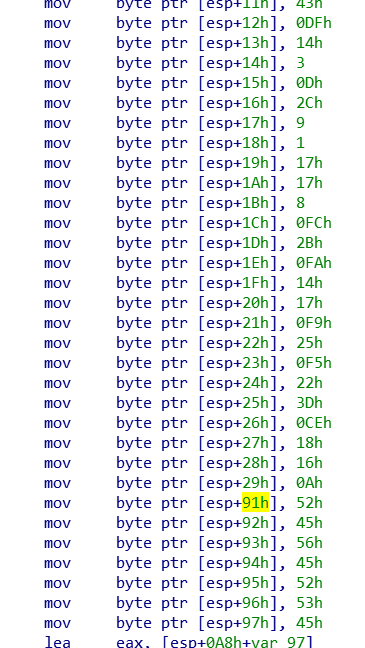 mov byte ptr [esp+11h], 43h
mov byte ptr [esp+12h], 0DFh
mov byte ptr [esp+13h], 14h
mov byte ptr [esp+14h], 3
mov byte ptr [esp+15h], 0Dh
mov byte ptr [esp+16h], 2Ch
mov byte ptr [esp+17h], 9
mov byte ptr [esp+18h], 1
mov byte ptr [esp+19h], 17h
mov byte ptr [esp+1Ah], 17h
mov byte ptr [esp+1Bh], 8
mov byte ptr [esp+1Ch], 0FCh
mov byte ptr [esp+1Dh], 2Bh
mov byte ptr [esp+1Eh], 0FAh
mov byte ptr [esp+1Fh], 14h
mov byte ptr [esp+20h], 17h
mov byte ptr [esp+21h], 0F9h
mov byte ptr [esp+22h], 25h
mov byte ptr [esp+23h], 0F5h
mov byte ptr [esp+24h], 22h
mov byte ptr [esp+25h], 3Dh
mov byte ptr [esp+26h], 0CEh
mov byte ptr [esp+27h], 18h
mov byte ptr [esp+28h], 16h
mov byte ptr [esp+29h], 0Ah
mov byte ptr [esp+91h], 52h
mov byte ptr [esp+92h], 45h
mov byte ptr [esp+93h], 56h
mov byte ptr [esp+94h], 45h
mov byte ptr [esp+95h], 52h
mov byte ptr [esp+96h], 53h
mov byte ptr [esp+97h], 45h
lea eax, [esp+0A8h+var_97]